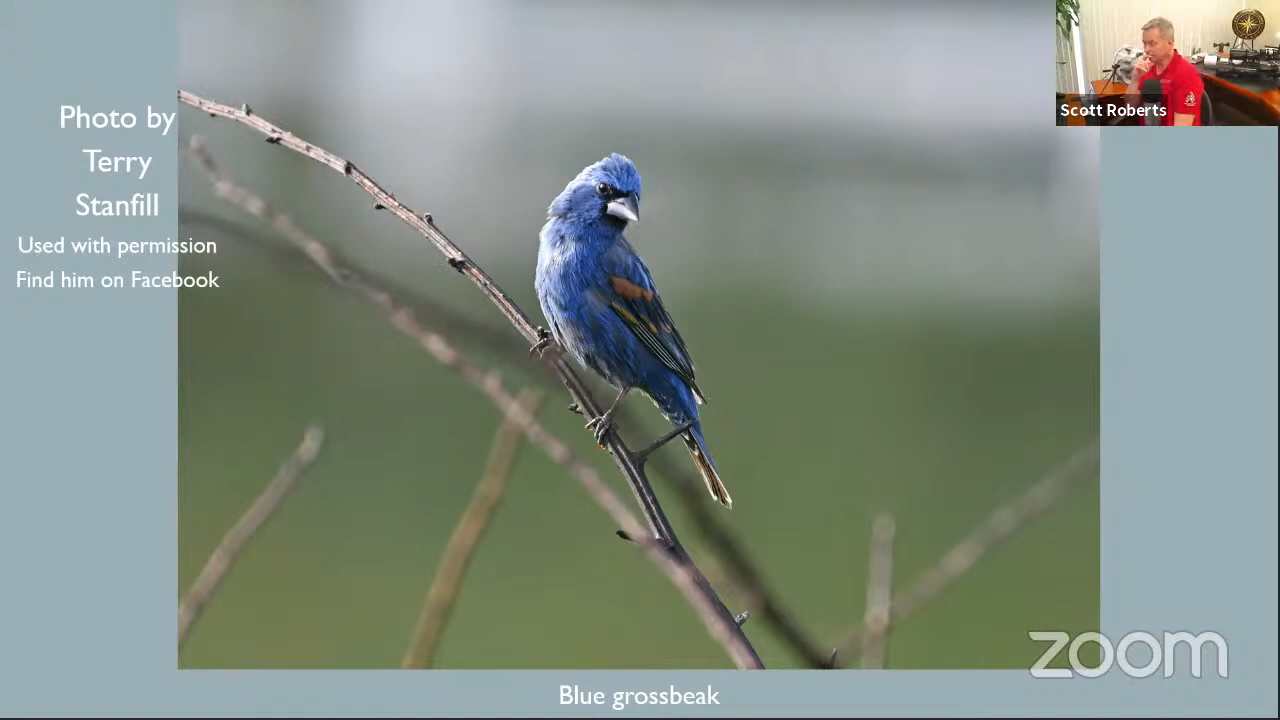 Photo by
Terry
Stanfill
Used with permission
Find him on Facebook
Scott Roberts
zoom
Blue grossbeak